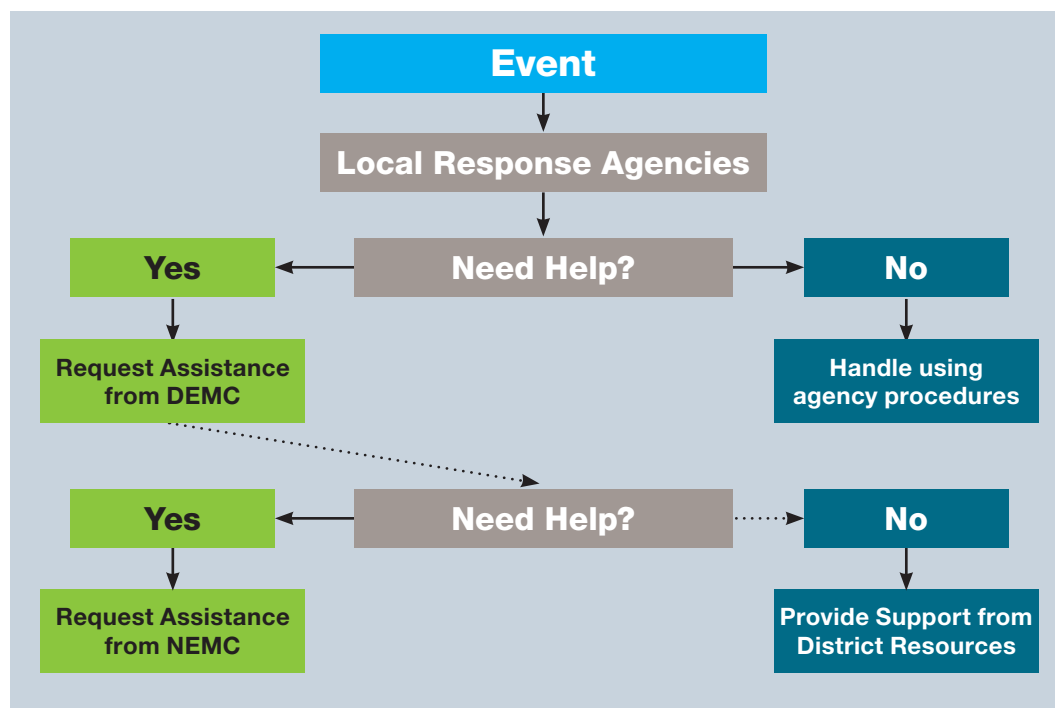 Event
Local Response Agencies
Yes
Need Help?
No
Request Assistance
from DEMC
Handle using
agency procedures
Yes
Need Help?
No
Request Assistance
from NEMC
Provide Support from
District Resources